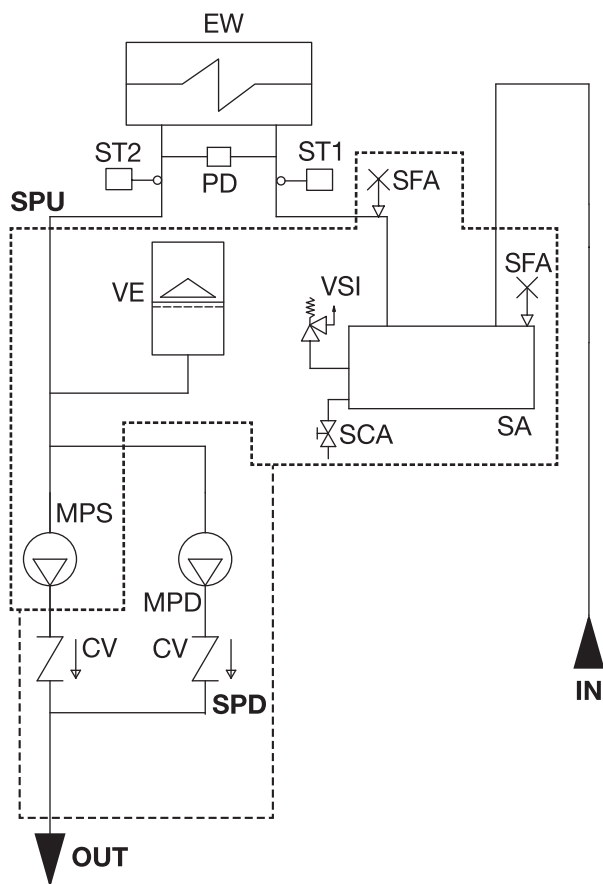 EW
ST2
ST1
PD
SFA
SPU
SFA
VE
VSI
SCA
SA
MPS
MPD
CV
CV
SPD
IN
OUT